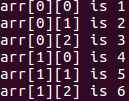 arr[0][0] is 1
arr[0][1] is 2
arr[0][2] is 3
arr[1][0] is 4
arr[1][1] is 5
arr[1][2] is 6